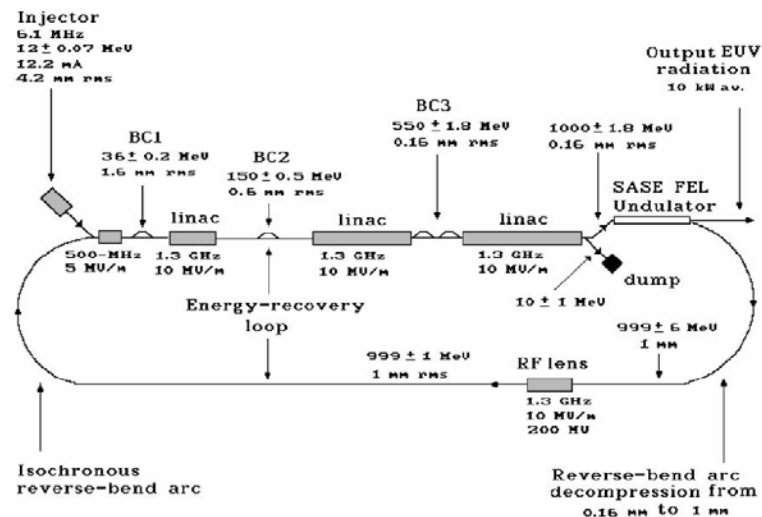 Injector
6.1 MHz
12 ± 0.07 MeV
12.2 mA
4.2 mm rms
BC1
36 ± 0.2 MeV
1.6 mm rms
BC2
150 ± 0.5 MeV
0.6 mm rms
BC3
550 ± 1.8 MeV
0.16 mm rms
1000 ± 1.8 MeV
0.16 mm rms
Output EUV
radiation
10 kW av.
SASE FEL
Undulator
linac
linac
linac
500-MHz
5 MV/m
1.3 GHz
10 MV/m
1.3 GHz
10 MV/m
1.3 GHz
10 MV/m
dump
10 ± 1 MeV
Energy-recovery
loop
999 ± 6 MeV
1 mm
999 ± 1 MeV
1 mm rms
RF lens
1.3 GHz
10 MV/m
200 MV
Isochronous
reverse-bend arc
Reverse-bend arc
decompression from
0.16 mm to 1 mm